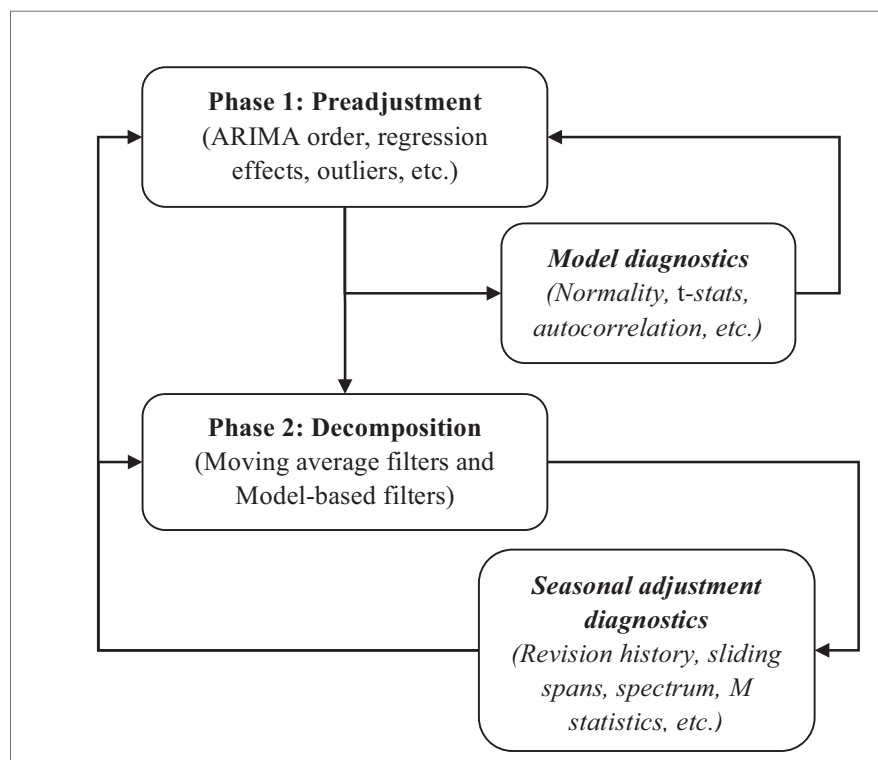 Phase 1: Preadjustment
(ARIMA order, regression
effects, outliers, etc.)
Model diagnostics
(Normality, t-stats,
autocorrelation, etc.)
Phase 2: Decomposition
(Moving average filters and
Model-based filters)
Seasonal adjustment
diagnostics
(Revision history, sliding
spans, spectrum, M
statistics, etc.)